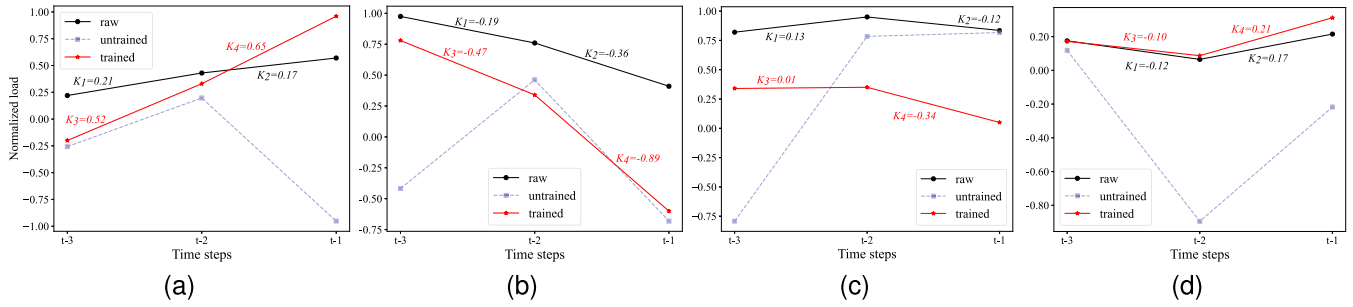 raw
untrained
trained
K1=0.21
K2=0.17
K3=0.52
K4=0.65
1.00
0.75
0.50
0.25
0.00
−0.25
−0.50
−0.75
−1.00
Normalized load
t-3 t-2 t-1
Time steps
(a)
K1=-0.19
K2=-0.36
K3=-0.47
K4=-0.89
1.00
0.75
0.50
0.25
0.00
−0.25
−0.50
−0.75
raw
untrained
trained
t-3 t-2 t-1
Time steps
(b)
K1=0.13
K2=-0.12
K3=0.01
K4=-0.34
1.00
0.75
0.50
0.25
0.00
−0.25
−0.50
−0.75
raw
untrained
trained
t-3 t-2 t-1
Time steps
(c)
K3=-0.10
K4=0.21
K1=-0.12
K2=0.17
0.20
0.00
−0.20
−0.40
−0.60
−0.80
raw
untrained
trained
t-3 t-2 t-1
Time steps
(d)